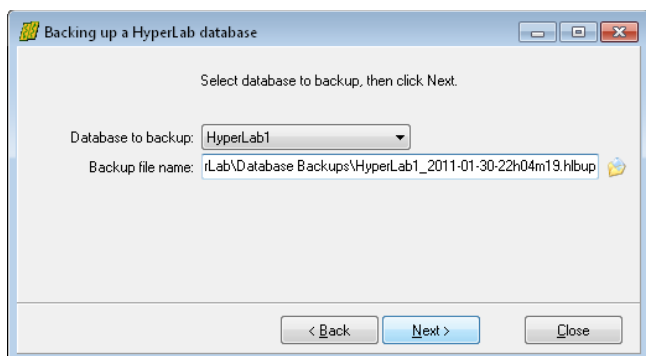 Backing up a HyperLab database
Select database to backup, then click Next.
Database to backup: HyperLab1
Backup file name: rLab\Database Backups\HyperLab1_2011-01-30-22h04m19.hlbup
< Back Next > Close